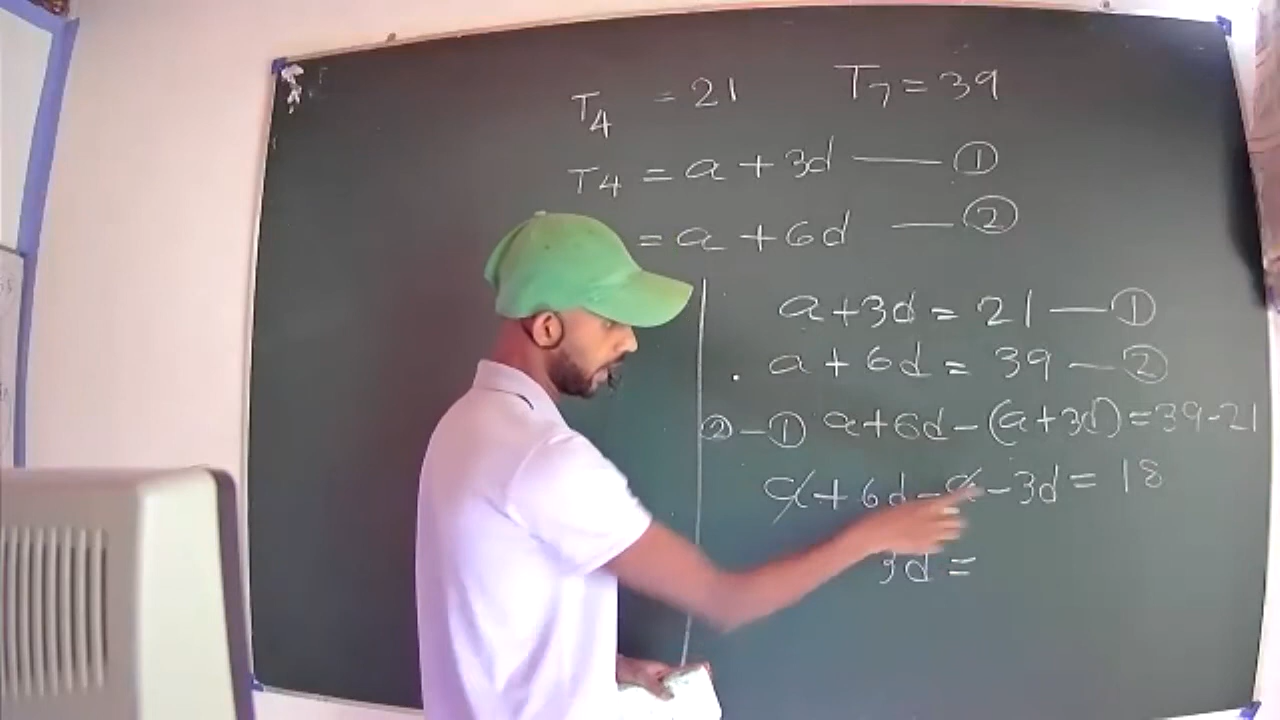 T4 = 21 T7 = 39
T4 = a + 3d — ①
= a + 6d — ②
a + 3d = 21 — ①
. a + 6d = 39 — ②
② - ① a + 6d - (a + 3d) = 39 - 21
a + 6d - a - 3d = 18
3d =